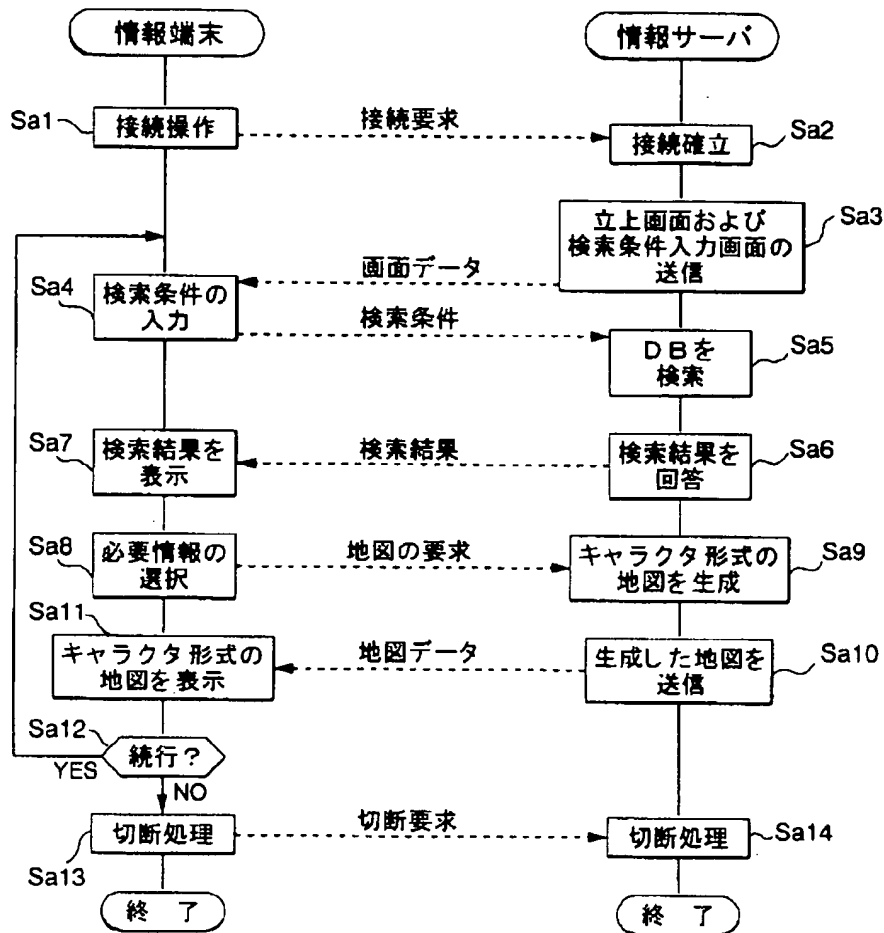 情報端末
情報サーバ
Sa1
接続操作
接続要求
接続確立
Sa2
立上画面および
検索条件入力画面の
送信
Sa3
画面データ
Sa4
検索条件の
入力
検索条件
DBを
検索
Sa5
Sa7
検索結果を
表示
検索結果
検索結果を
回答
Sa6
Sa8
必要情報の
選択
地図の要求
キャラクタ形式の
地図を生成
Sa9
Sa11
キャラクタ形式の
地図を表示
地図データ
生成した地図を
送信
Sa10
Sa12
続行?
YES
NO
切断処理
Sa13
切断要求
切断処理
Sa14
終了
終了